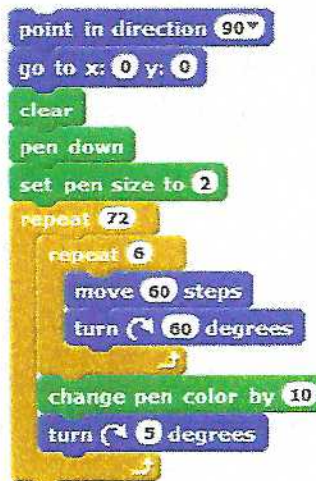 point in direction 90
go to x: 0 y: 0
clear
pen down
set pen size to 2
repeat 72
repeat 6
move 60 steps
turn 60 degrees
change pen color by 10
turn 5 degrees